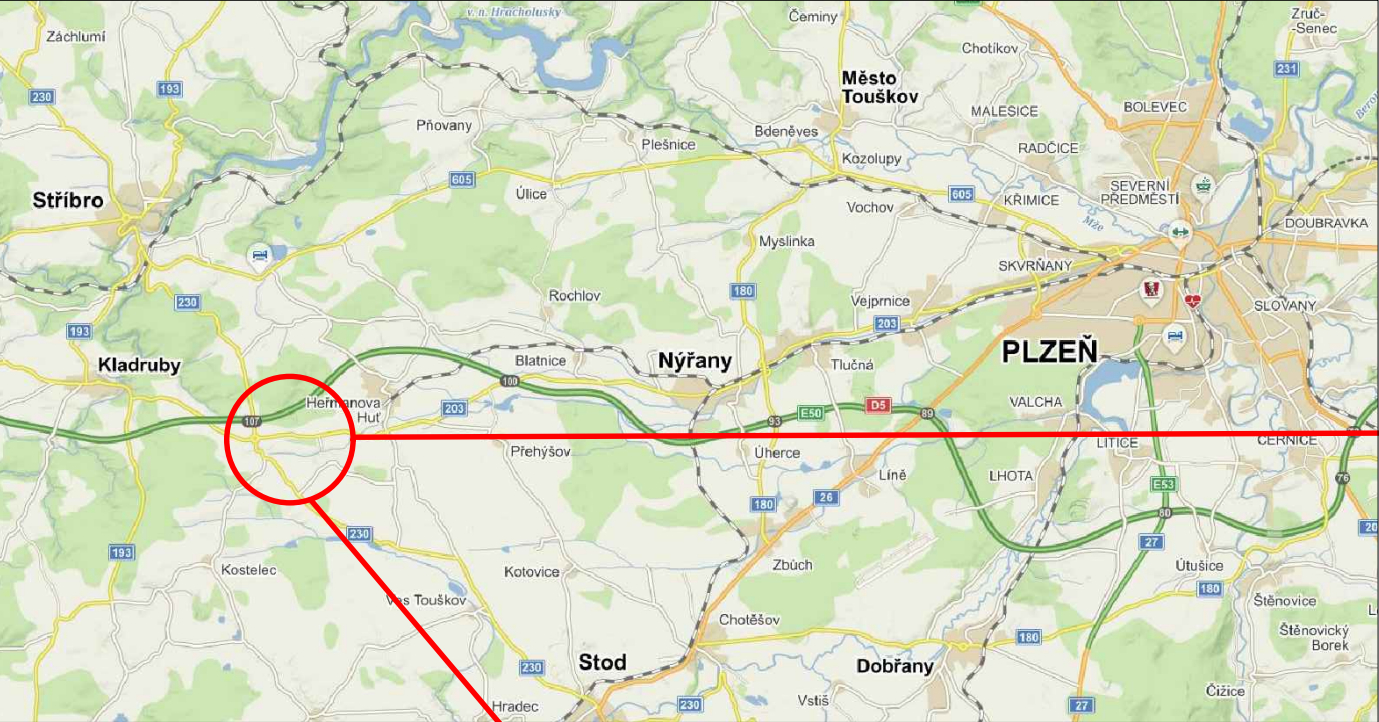 v. n. Hracholusky
Čeminy
Zruč-
-Senec
Záchlumí
Chotíkov
Město
Touškov
231
193
230
BOLEVEC
MALESICE
Pňovany
Bdeněves
Plešnice
RADČICE
Kozolupy
605
SEVERNÍ
PŘEDMĚSTÍ
Stříbro
Úlice
605
KŘIMICE
Vochov
Mže
DOUBRAVKA
Myslinka
SKVRŇANY
Rochlov
180
Vejprnice
230
SLOVANY
203
193
PLZEŇ
Kladruby
Blatnice
Nýřany
Tlučná
100
Heřmanova
Huť
203
VALCHA
E50
D5
89
107
93
LITICE
ČERNICE
Přehýšov
Úherce
Líně
LHOTA
76
E53
26
180
80
20
230
27
193
Kostelec
Kotovice
Zbůch
Útušice
180
Ves Touškov
Štěnovice
Chotěšov
Štěnovický
Borek
180
Stod
Dobřany
230
Čižice
Vstiš
230
27
Hradec